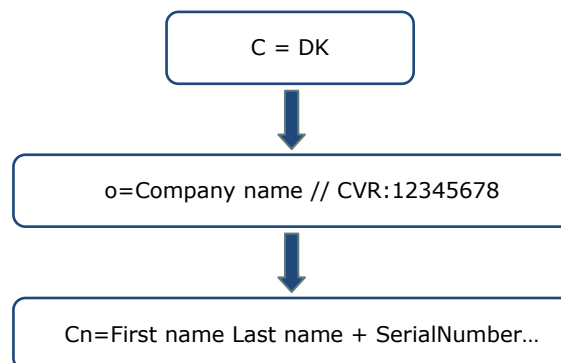 C = DK
o=Company name // CVR:12345678
Cn=First name Last name + SerialNumber…